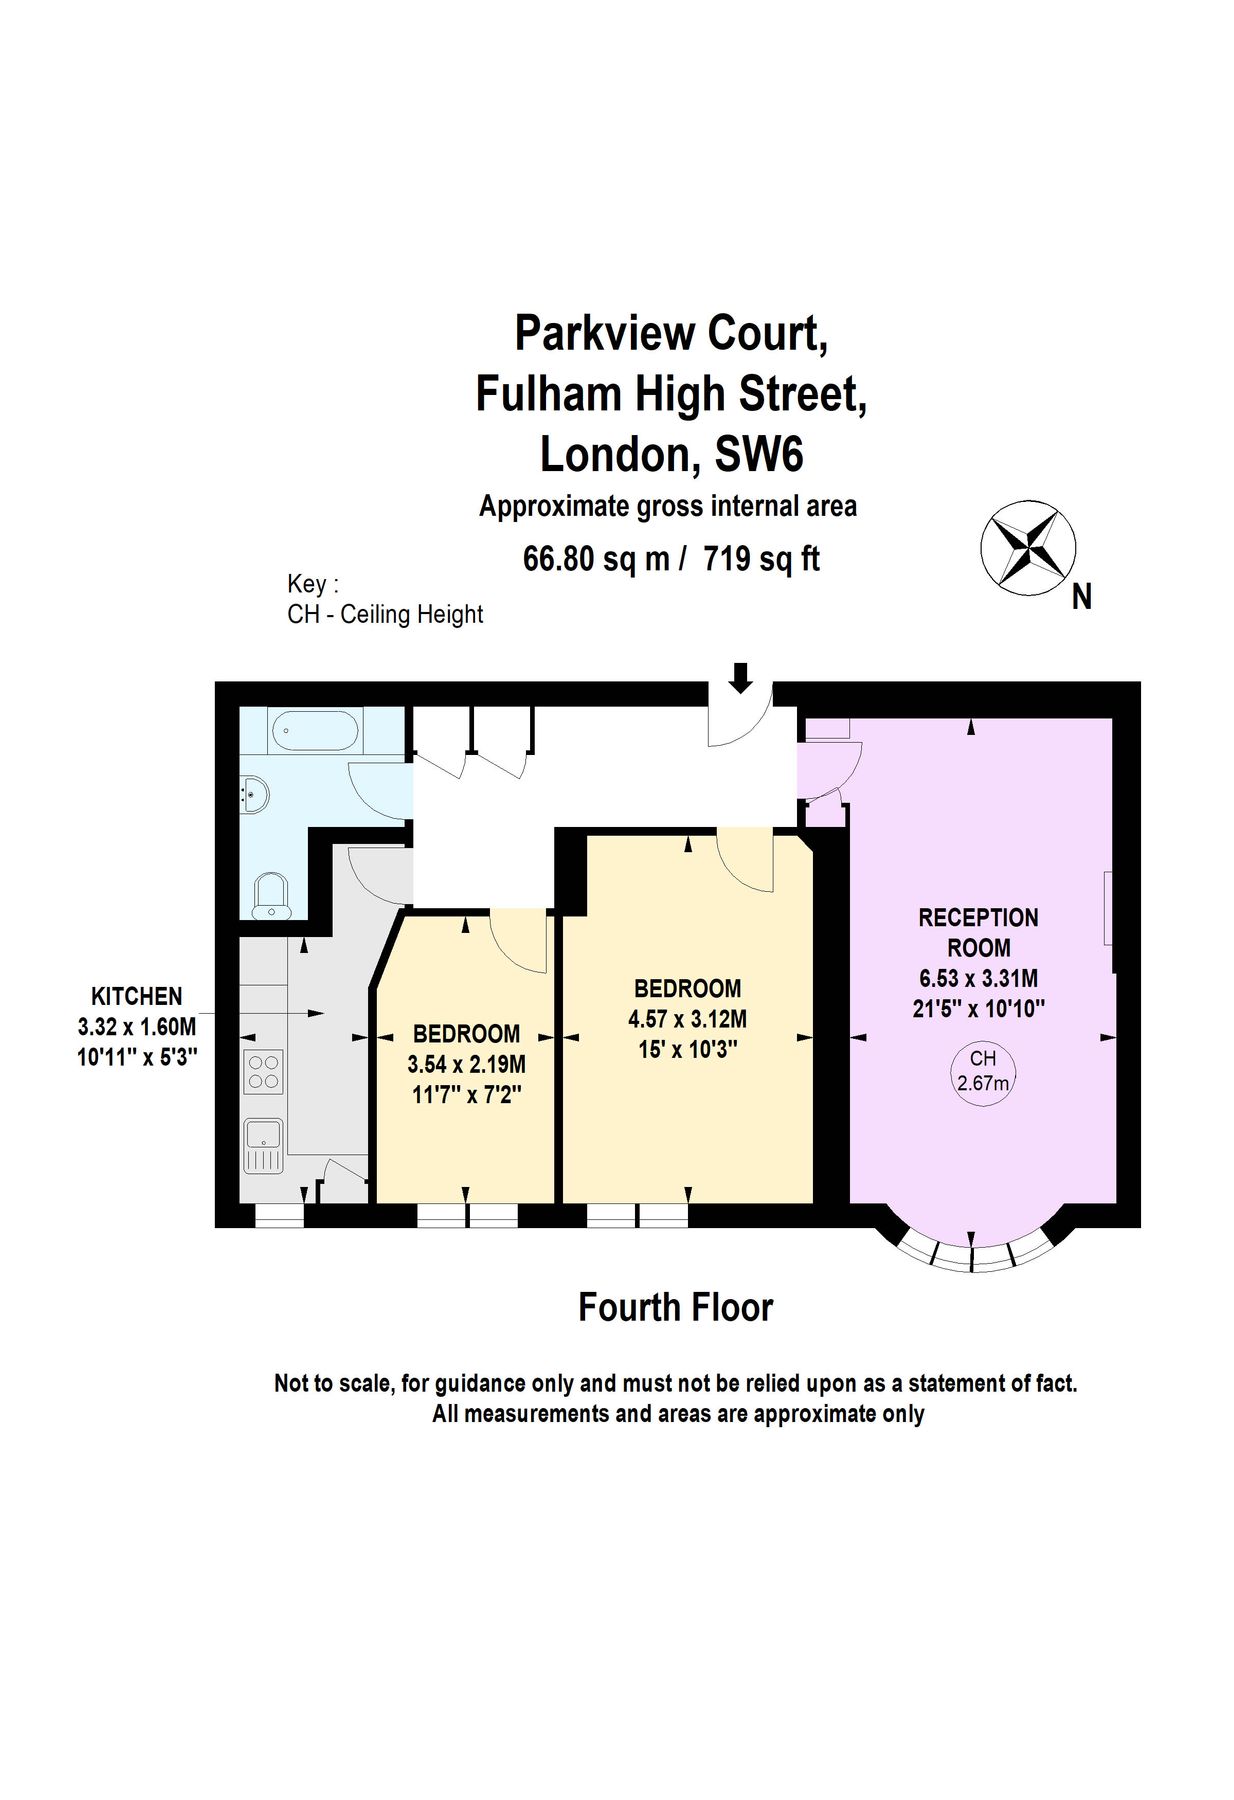 Parkview Court,
Fulham High Street,
London, SW6
Approximate gross internal area
66.80 sq m / 719 sq ft
Key :
CH - Ceiling Height
N
KITCHEN
3.32 x 1.60M
10'11" x 5'3"
BEDROOM
3.54 x 2.19M
11'7" x 7'2"
BEDROOM
4.57 x 3.12M
15' x 10'3"
RECEPTION
ROOM
6.53 x 3.31M
21'5" x 10'10"
CH
2.67m
Fourth Floor
Not to scale, for guidance only and must not be relied upon as a statement of fact.
All measurements and areas are approximate only